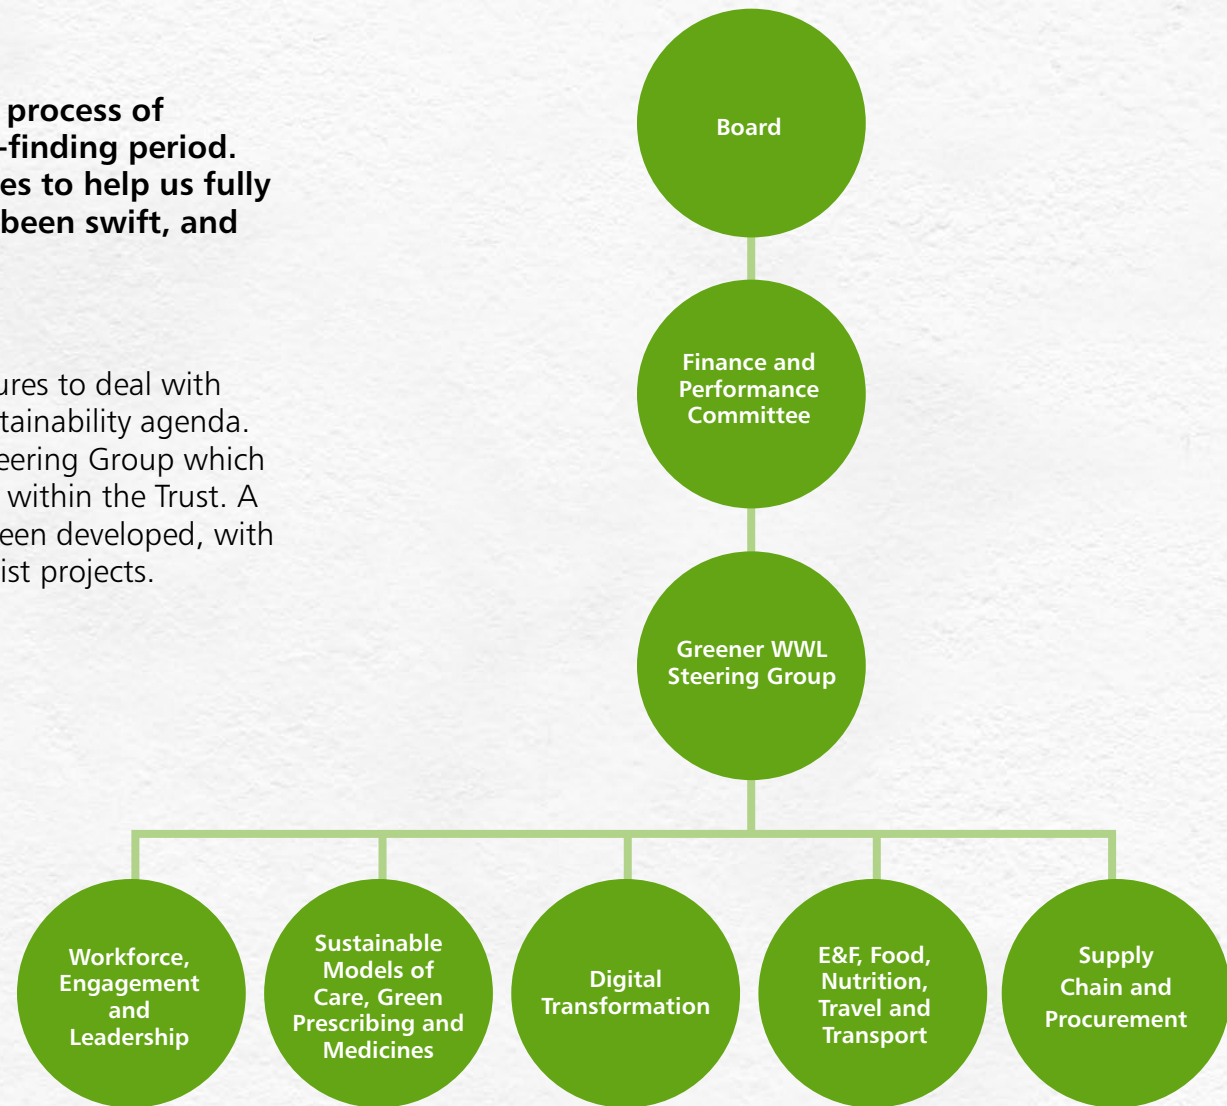 process of
-finding period.
es to help us fully
been swift, and
ures to deal with
tainability agenda.
eering Group which
within the Trust. A
een developed, with
ist projects.
Board
Finance and
Performance
Committee
Greener WWL
Steering Group
Workforce,
Engagement
and
Leadership
Sustainable
Models of
Care, Green
Prescribing and
Medicines
Digital
Transformation
E&F, Food,
Nutrition,
Travel and
Transport
Supply
Chain and
Procurement